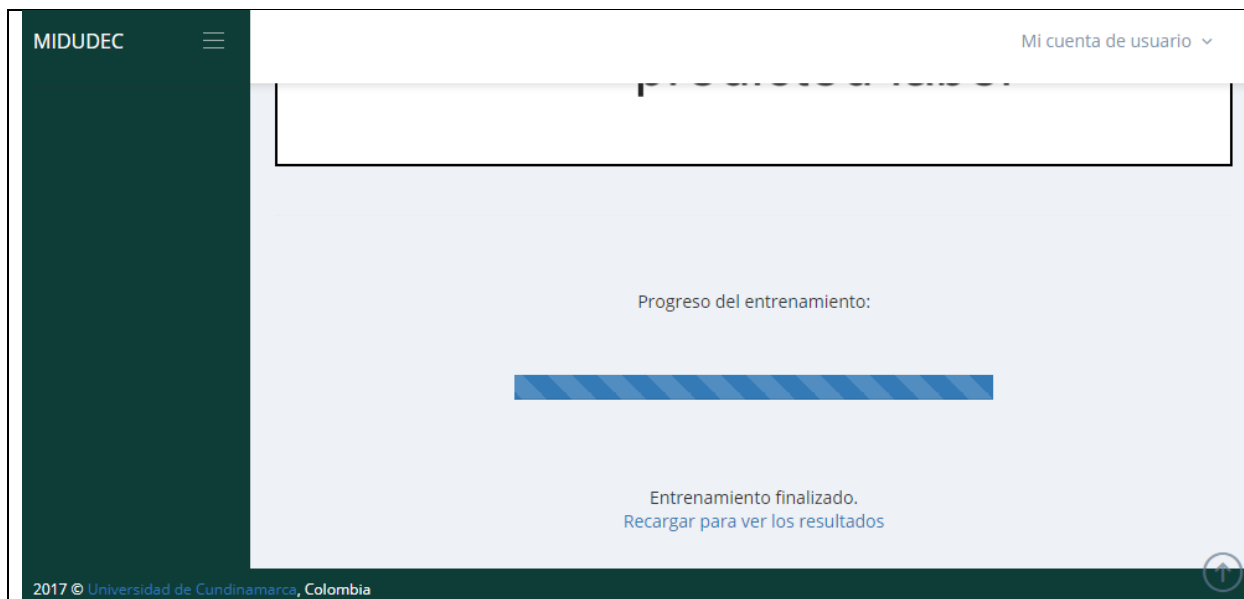 MIDUDEC
Mi cuenta de usuario
Progreso del entrenamiento:
Entrenamiento finalizado.
Recargar para ver los resultados
2017 © Universidad de Cundinamarca, Colombia